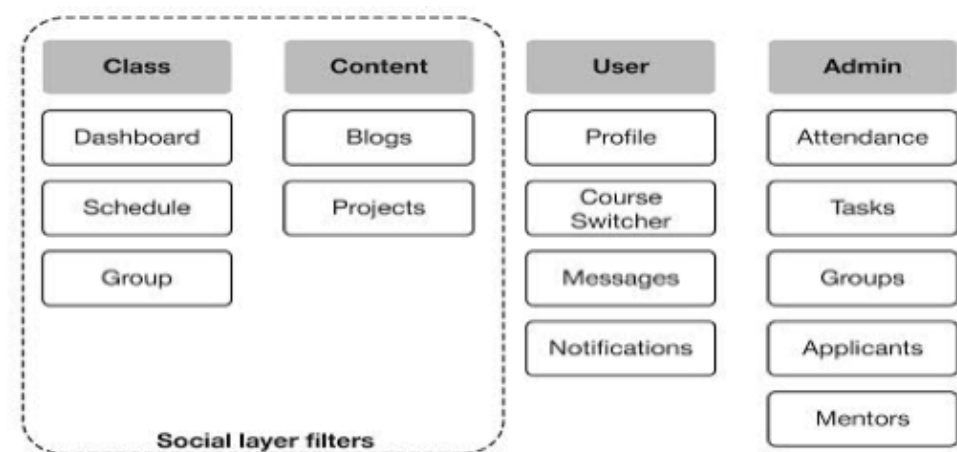 Class
Content
User
Admin
Dashboard
Blogs
Profile
Attendance
Schedule
Projects
Course
Switcher
Tasks
Group
Messages
Groups
Notifications
Applicants
Mentors
Social layer filters